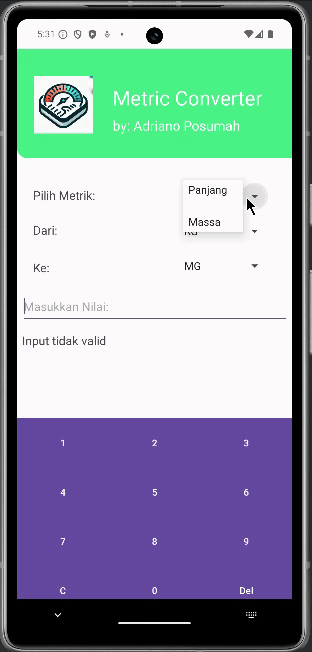 5:31
Metric Converter
by: Adriano Posumah
Pilih Metrik:
Panjang
Massa
Dari:
KG
Ke:
MG
Masukkan Nilai:
Input tidak valid
1 2 3
4 5 6
7 8 9
C 0 Del